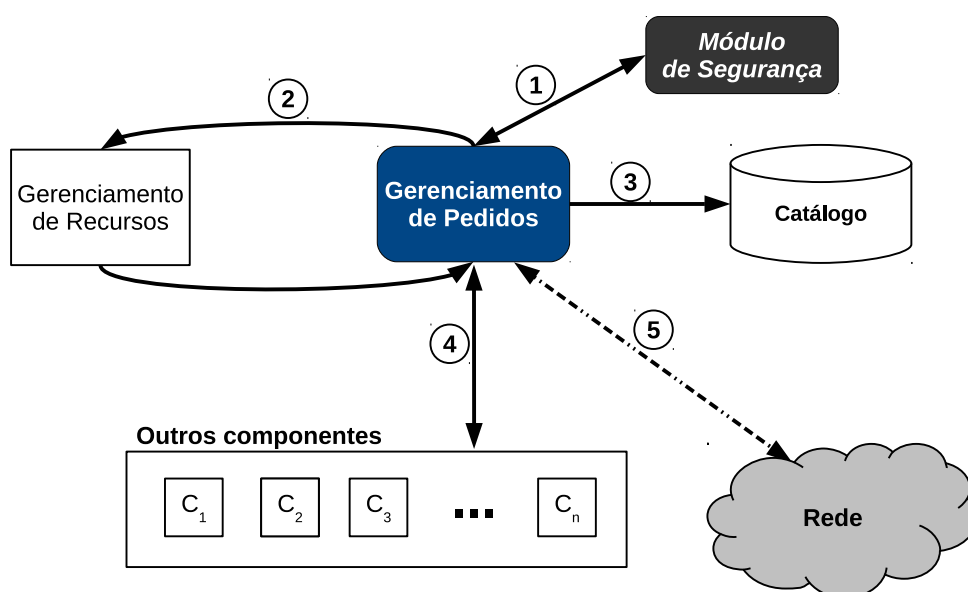 Módulo
de Segurança
1
2
Gerenciamento
de Recursos
Gerenciamento
de Pedidos
3
Catálogo
4
5
Outros componentes
C1
C2
C3
...
Cn
Rede